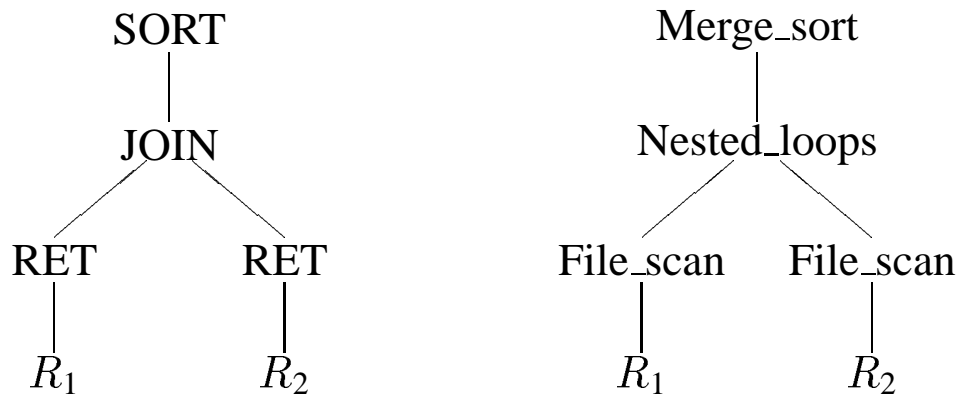 SORT Merge_sort
JOIN Nested_loops
RET RET File_scan File_scan
R1 R2 R1 R2